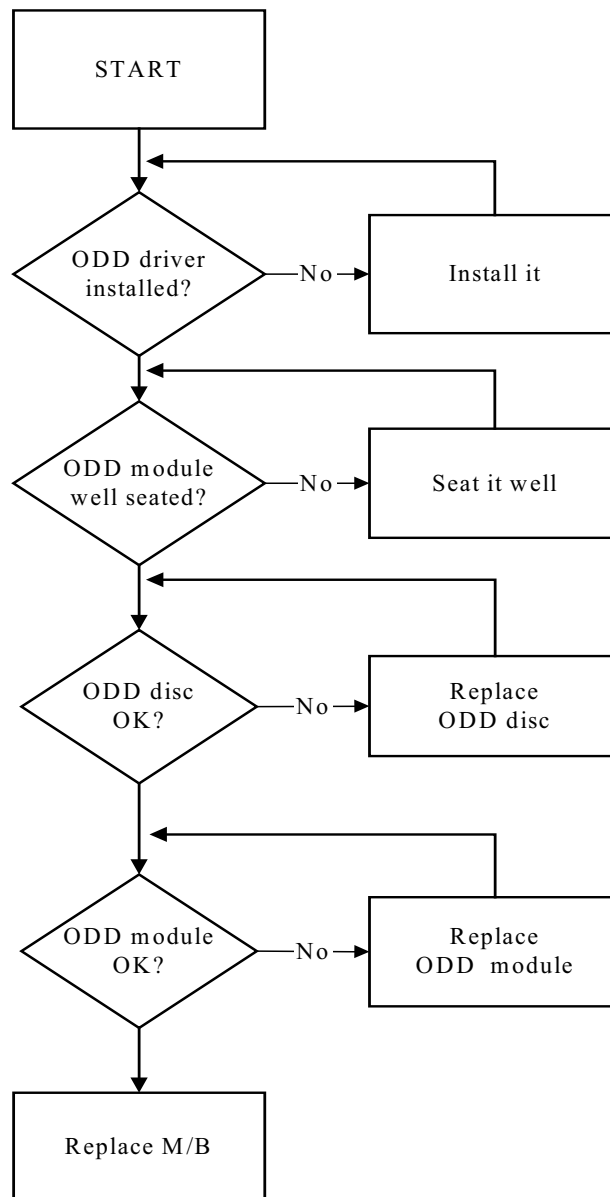 START
ODD driver
installed?
No
Install it
ODD module
well seated?
No
Seat it well
ODD disc
OK?
No
Replace
ODD disc
ODD module
OK?
No
Replace
ODD module
Replace M/B